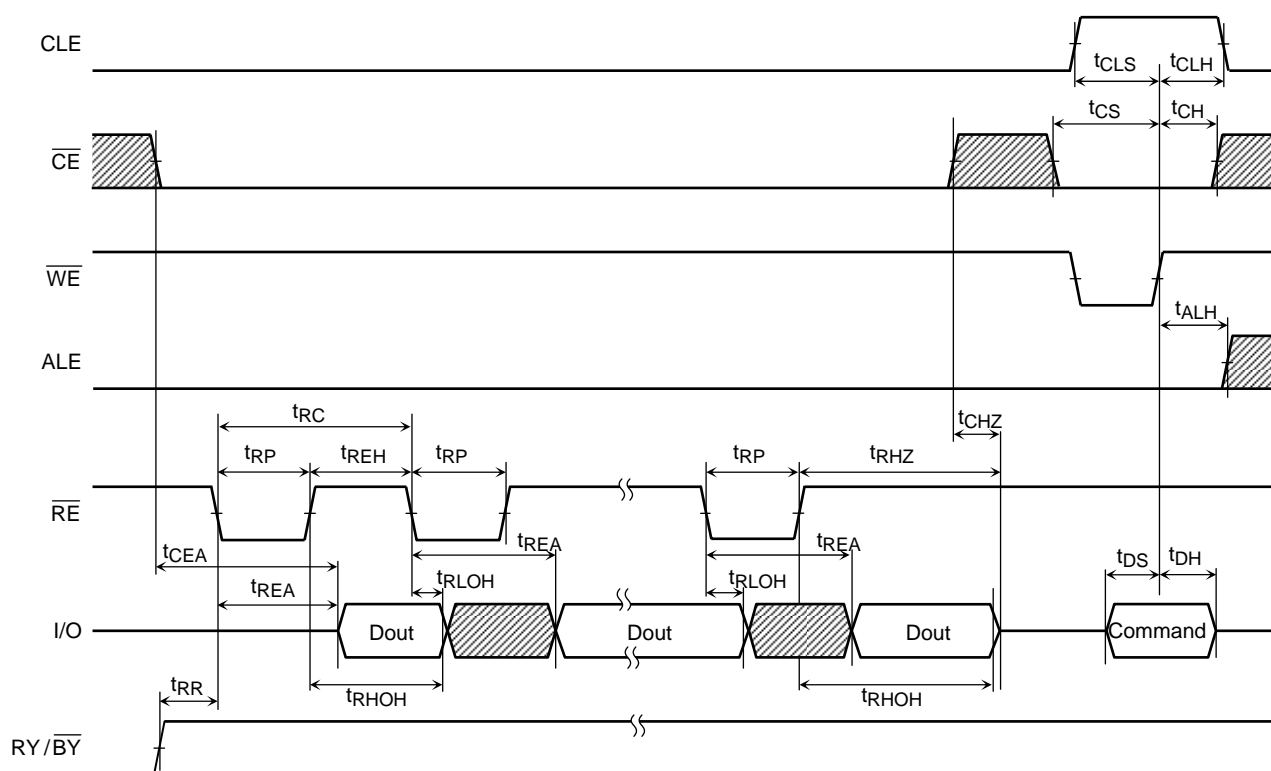 CLE
tCLS tCLH
tCS tCH
CE
WE
tALH
ALE
tRC
tCHZ
tRP tREH tRP tRP tRHZ
RE
tCEA tREA tREA
tDS tDH
tREA tRLOH tRLOH
I/O Dout Dout Dout Command
tRR tRHOH tRHOH
RY/BY